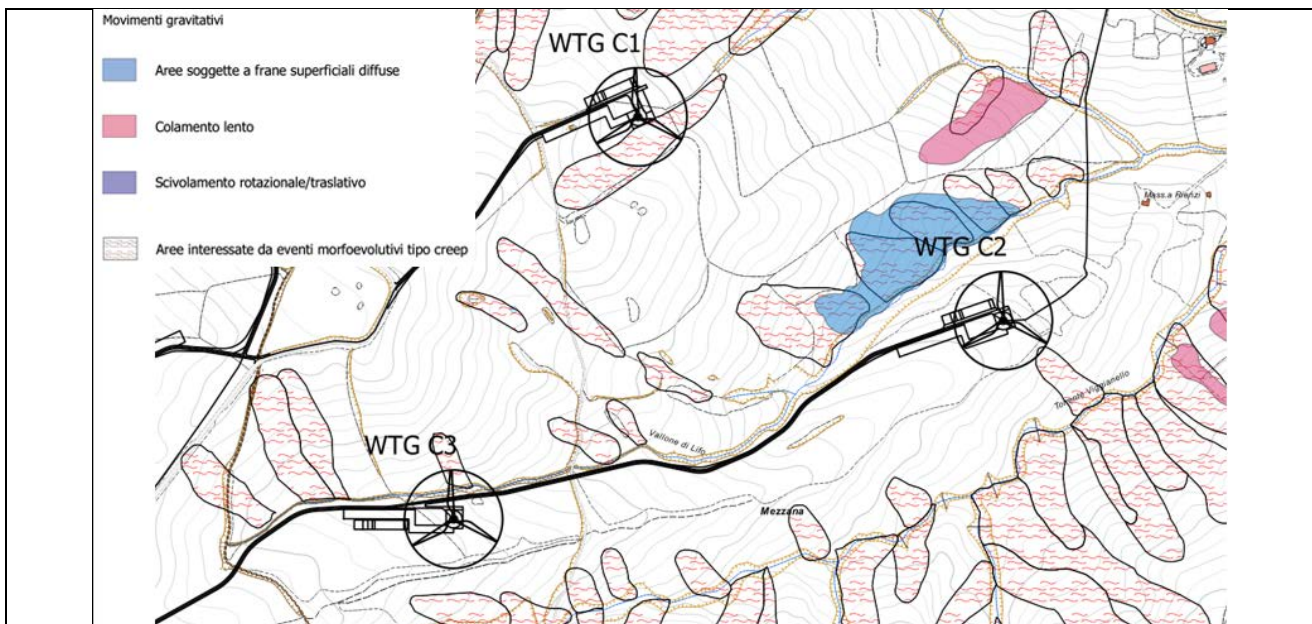 Movimenti gravitativi
Aree soggette a frane superficiali diffuse
Colamento lento
Scivolamento rotazionale/traslativo
Aree interessate da eventi morfoevolutivi tipo creep
WTG C1
Mass.a Rienzi
WTG C2
Torrente Viggianello
WTG C3
Vallone di Lifo
Mezzana